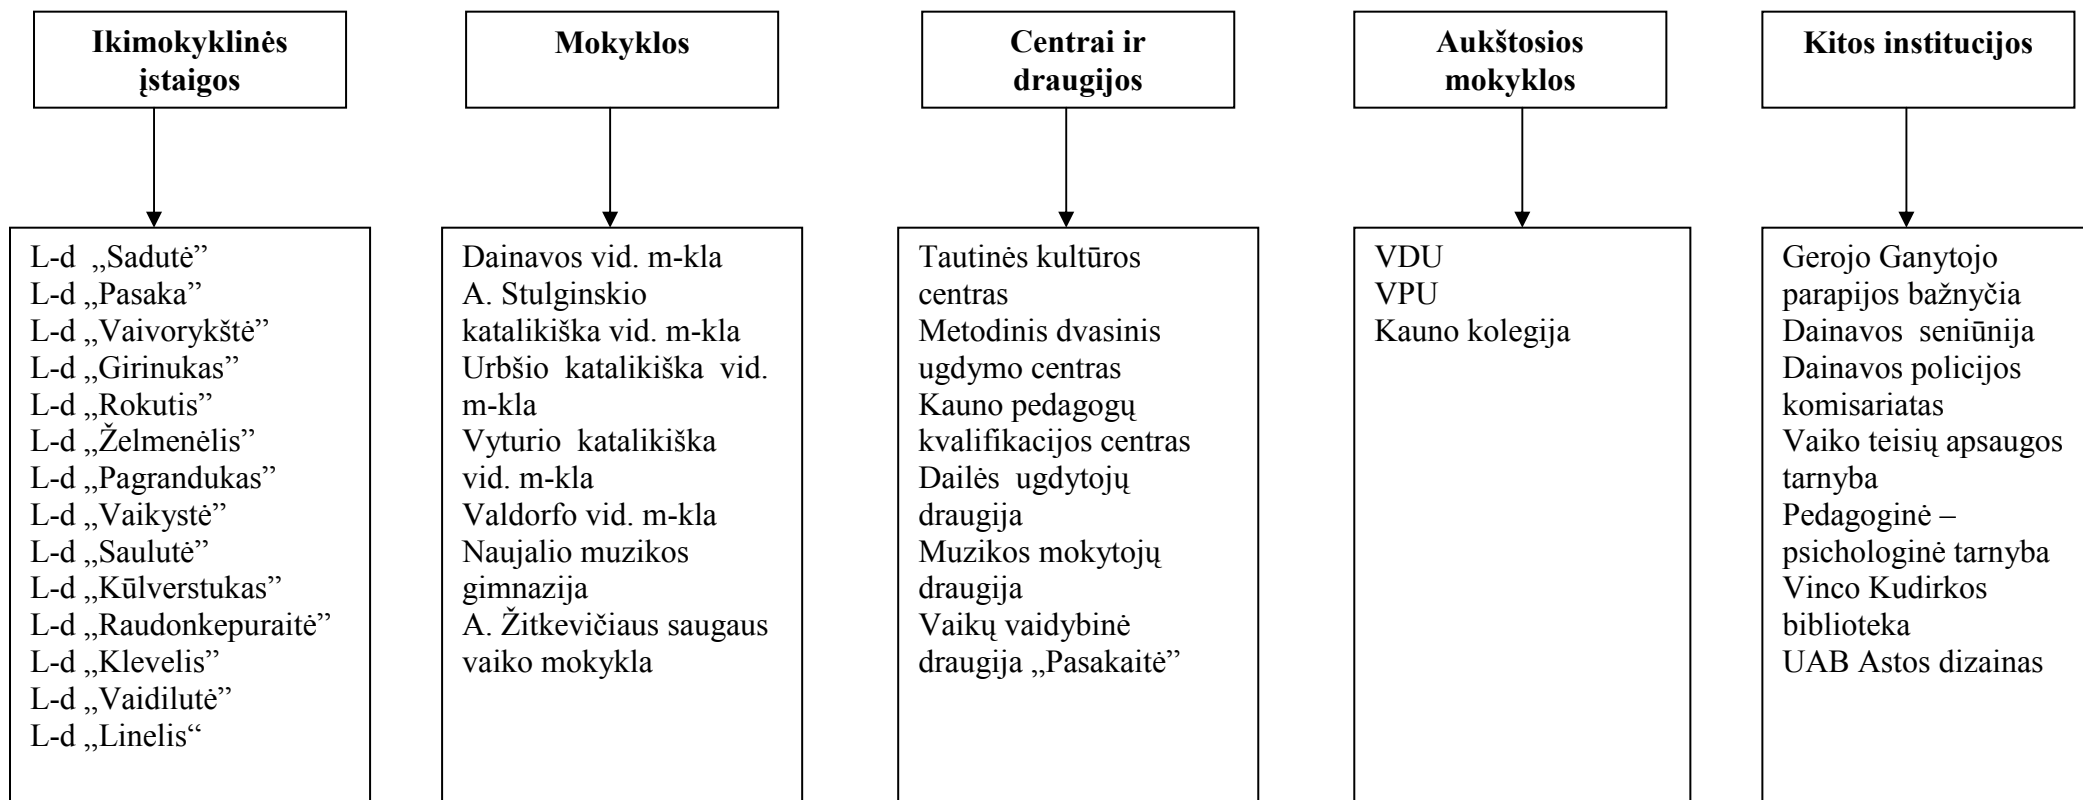 Ikimokyklinės
įstaigos
Mokyklos
Centrai ir
draugijos
Aukštosios
mokyklos
Kitos institucijos
L-d „Sadutė”
L-d „Pasaka”
L-d „Vaivorykštė”
L-d „Girinukas”
L-d „Rokutis”
L-d „Želmenėlis”
L-d „Pagrandukas”
L-d „Vaikystė”
L-d „Saulutė”
L-d „Kūlverstukas”
L-d „Raudonkepuraitė”
L-d „Klevelis”
L-d „Vaidilutė”
L-d „Linelis“
Dainavos vid. m-kla
A. Stulginskio
katalikiška vid. m-kla
Urbšio katalikiška vid.
m-kla
Vyturio katalikiška
vid. m-kla
Valdorfo vid. m-kla
Naujalio muzikos
gimnazija
A. Žitkevičiaus saugaus
vaiko mokykla
Tautinės kultūros
centras
Metodinis dvasinis
ugdymo centras
Kauno pedagogų
kvalifikacijos centras
Dailės ugdytojų
draugija
Muzikos mokytojų
draugija
Vaikų vaidybinė
draugija „Pasakaitė”
VDU
VPU
Kauno kolegija
Gerojo Ganytojo
parapijos bažnyčia
Dainavos seniūnija
Dainavos policijos
komisariatas
Vaiko teisių apsaugos
tarnyba
Pedagoginė –
psichologinė tarnyba
Vinco Kudirkos
biblioteka
UAB Astos dizainas